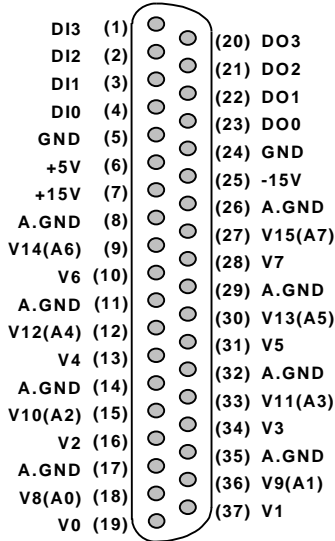 DI3 (1)
DI2 (2)
DI1 (3)
DI0 (4)
GND (5)
+5V (6)
+15V (7)
A.GND (8)
V14(A6) (9)
V6 (10)
A.GND (11)
V12(A4) (12)
V4 (13)
A.GND (14)
V10(A2) (15)
V2 (16)
A.GND (17)
V8(A0) (18)
V0 (19)
(20) DO3
(21) DO2
(22) DO1
(23) DO0
(24) GND
(25) -15V
(26) A.GND
(27) V15(A7)
(28) V7
(29) A.GND
(30) V13(A5)
(31) V5
(32) A.GND
(33) V11(A3)
(34) V3
(35) A.GND
(36) V9(A1)
(37) V1